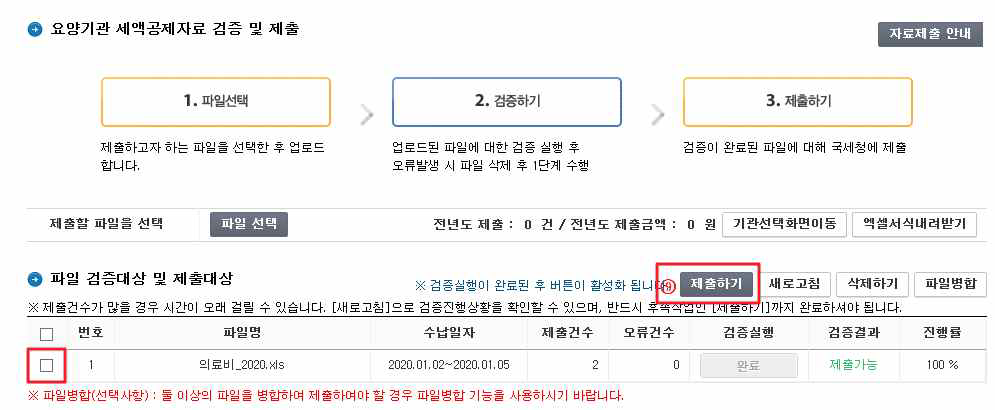 요양기관 세액공제자료 검증 및 제출
자료제출 안내
1. 파일선택
2. 검증하기
3. 제출하기
제출하고자 하는 파일을 선택한 후 업로드
합니다.
업로드된 파일에 대한 검증 실행 후
오류발생 시 파일 삭제 후 1단계 수행
검증이 완료된 파일에 대해 국세청에 제출
제출할 파일을 선택 파일 선택 전년도 제출 : 0 건 / 전년도 제출금액 : 0 원 기관선택화면이동 엑셀서식내려받기
파일 검증대상 및 제출대상
※ 검증실행이 완료된 후 버튼이 활성화 됩니다 ⑨ 제출하기 새로고침 삭제하기 파일병합
※ 제출건수가 많을 경우 시간이 오래 걸릴 수 있습니다. [새로고침]으로 검증진행상황을 확인할 수 있으며, 반드시 후속작업인 [제출하기]까지 완료하셔야 됩니다.
번호 파일명 수납일자 제출건수 오류건수 검증실행 검증결과 진행률
1 의료비_2020.xls 2020.01.02~2020.01.05 2 0 완료 제출가능 100 %
※ 파일병합(선택사항) : 둘 이상의 파일을 병합하여 제출하여야 할 경우 파일병합 기능을 사용하시기 바랍니다.